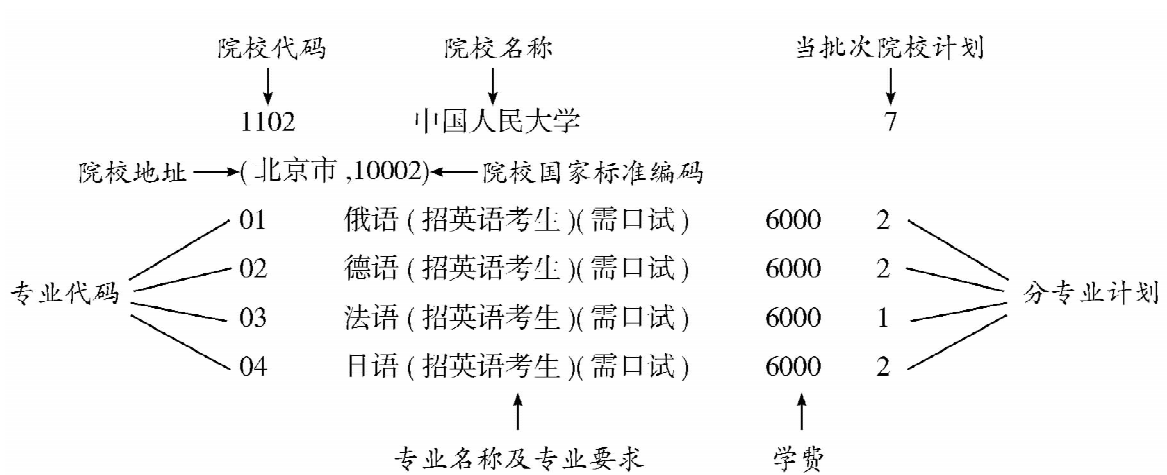 院校代码 院校名称 当批次院校计划
1102 中国人民大学 7
院校地址 (北京市,10002) 院校国家标准编码
01 俄语(招英语考生)(需口试) 6000 2
02 德语(招英语考生)(需口试) 6000 2
专业代码 分专业计划
03 法语(招英语考生)(需口试) 6000 1
04 日语(招英语考生)(需口试) 6000 2
专业名称及专业要求 学费